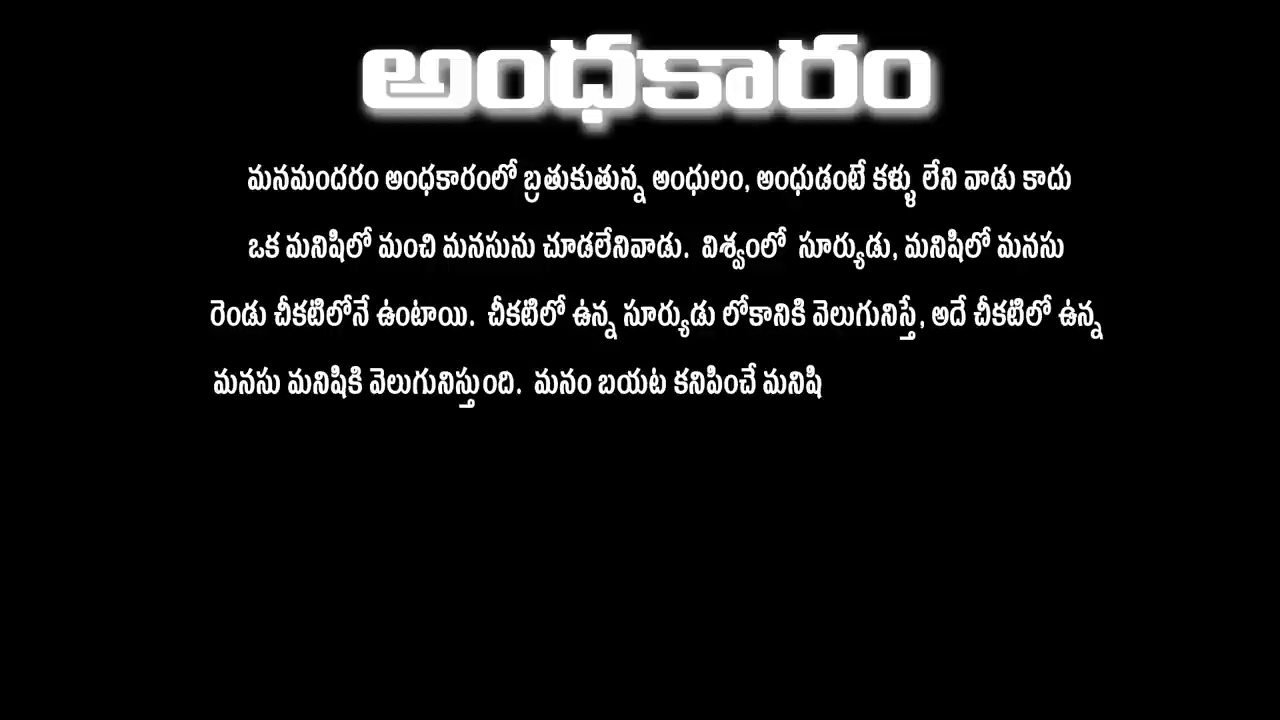 అంధకారం
మనమందరం అంధకారంలో బ్రతుకుతున్న అంధులం, అంధుడంటే కళ్ళు లేని వాడు కాదు
ఒక మనిషిలో మంచి మనసును చూడలేనివాడు. విశ్వంలో సూర్యుడు, మనిషిలో మనసు
రెండు చీకటిలోనే ఉంటాయి. చీకటిలో ఉన్న సూర్యుడు లోకానికి వెలుగునిస్తే, అదే చీకటిలో ఉన్న
మనసు మనిషికి వెలుగునిస్తుంది. మనం బయట కనిపించే మనిషి